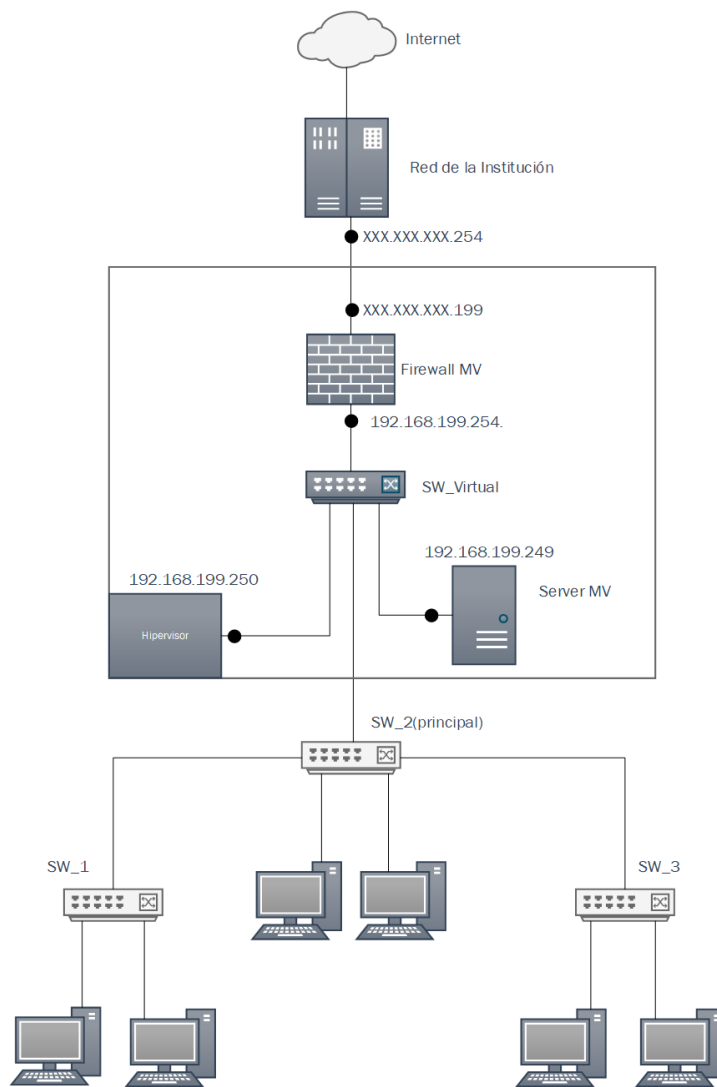 Internet
Red de la Institución
XXX.XXX.XXX.254
XXX.XXX.XXX.199
Firewall MV
192.168.199.254.
SW_Virtual
192.168.199.249
192.168.199.250
Server MV
Hipervisor
SW_2(principal)
SW_1
SW_3